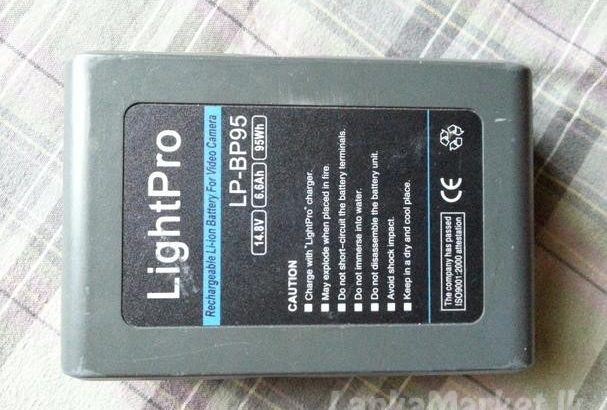 LightPro
Rechargeable Li-ion Battery For Video Camera
LP-BP95
14.8V 6.6Ah 95Wh
CAUTION
■ Charge with "LightPro" charger.
■ May explode when placed in fire.
■ Do not short-circuit the battery terminals.
■ Do not immerse into water.
■ Do not disassemble the battery unit.
■ Avoid shock impact.
■ Keep in a dry and cool place.
The company has passed
ISO9001:2000 attestation
CE
LankaMarket.lk